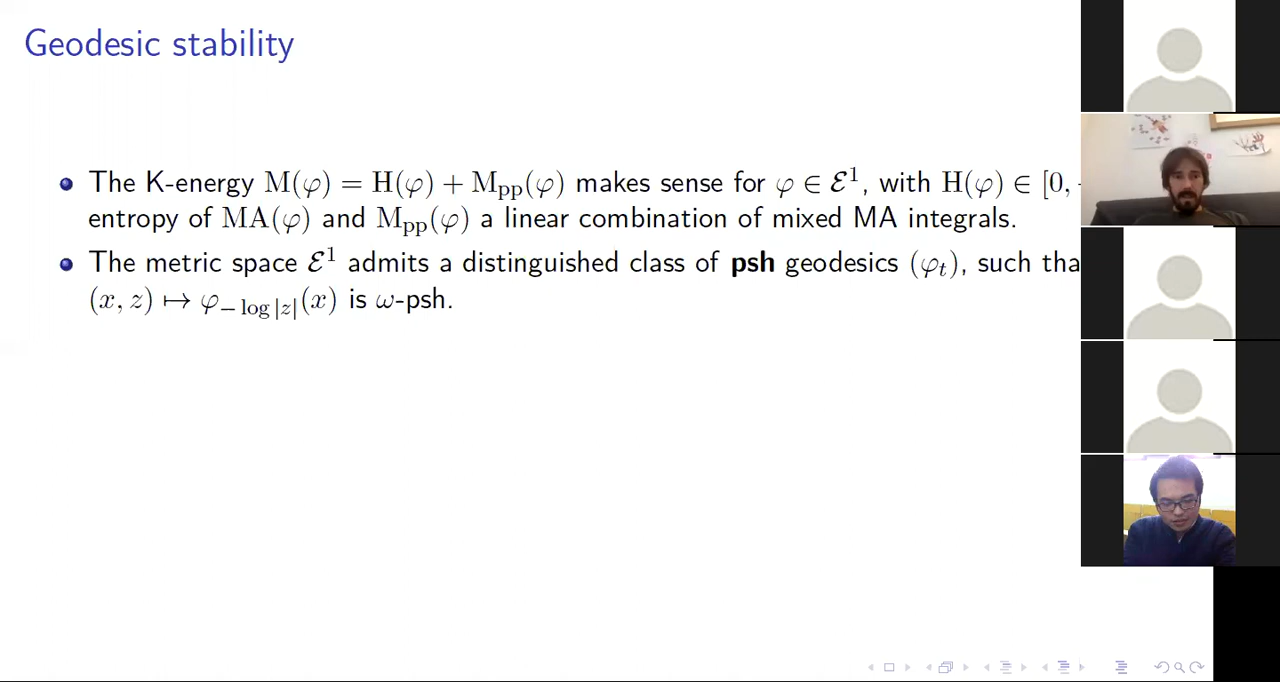 Geodesic stability
The K-energy M(φ) = H(φ) + M_pp(φ) makes sense for φ ∈ ℰ¹, with H(φ) ∈ [0,
entropy of MA(φ) and M_pp(φ) a linear combination of mixed MA integrals.
The metric space ℰ¹ admits a distinguished class of psh geodesics (φ_t), such
(x, z) ↦ φ_{− log|z|}(x) is ω-psh.